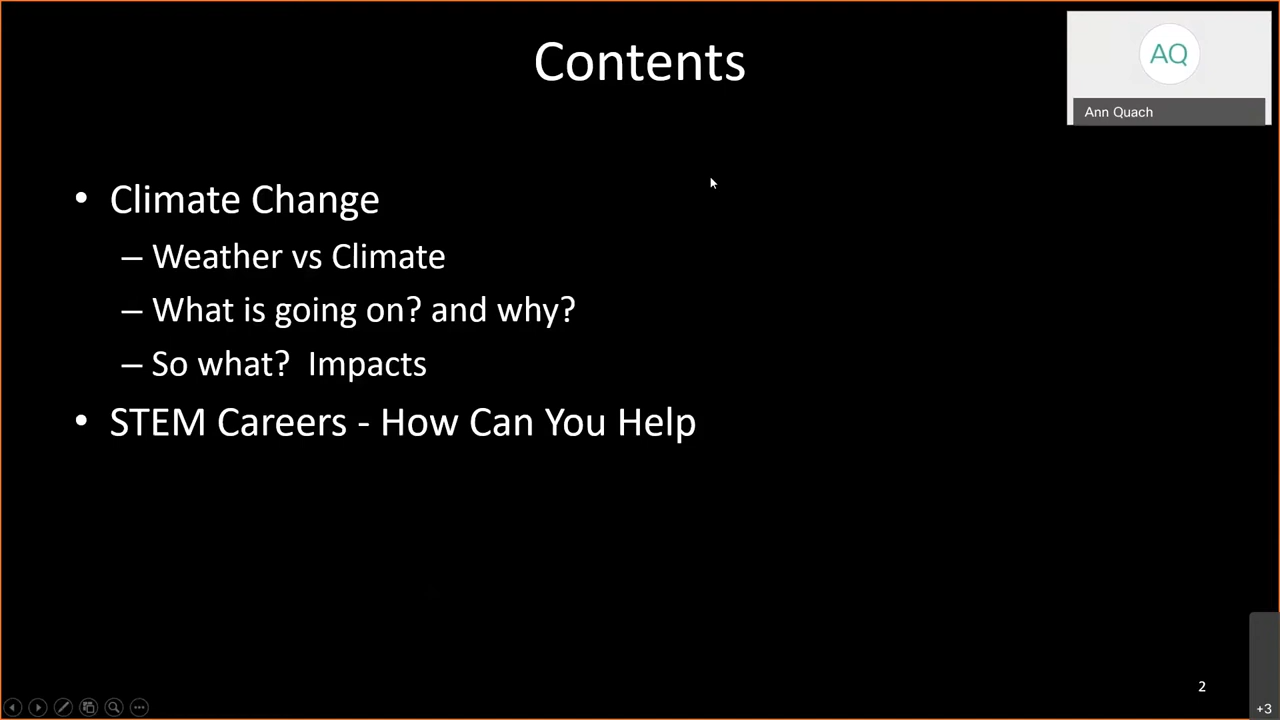 Contents
AQ
Ann Quach
• Climate Change
– Weather vs Climate
– What is going on? and why?
– So what?  Impacts
• STEM Careers - How Can You Help
2
+3